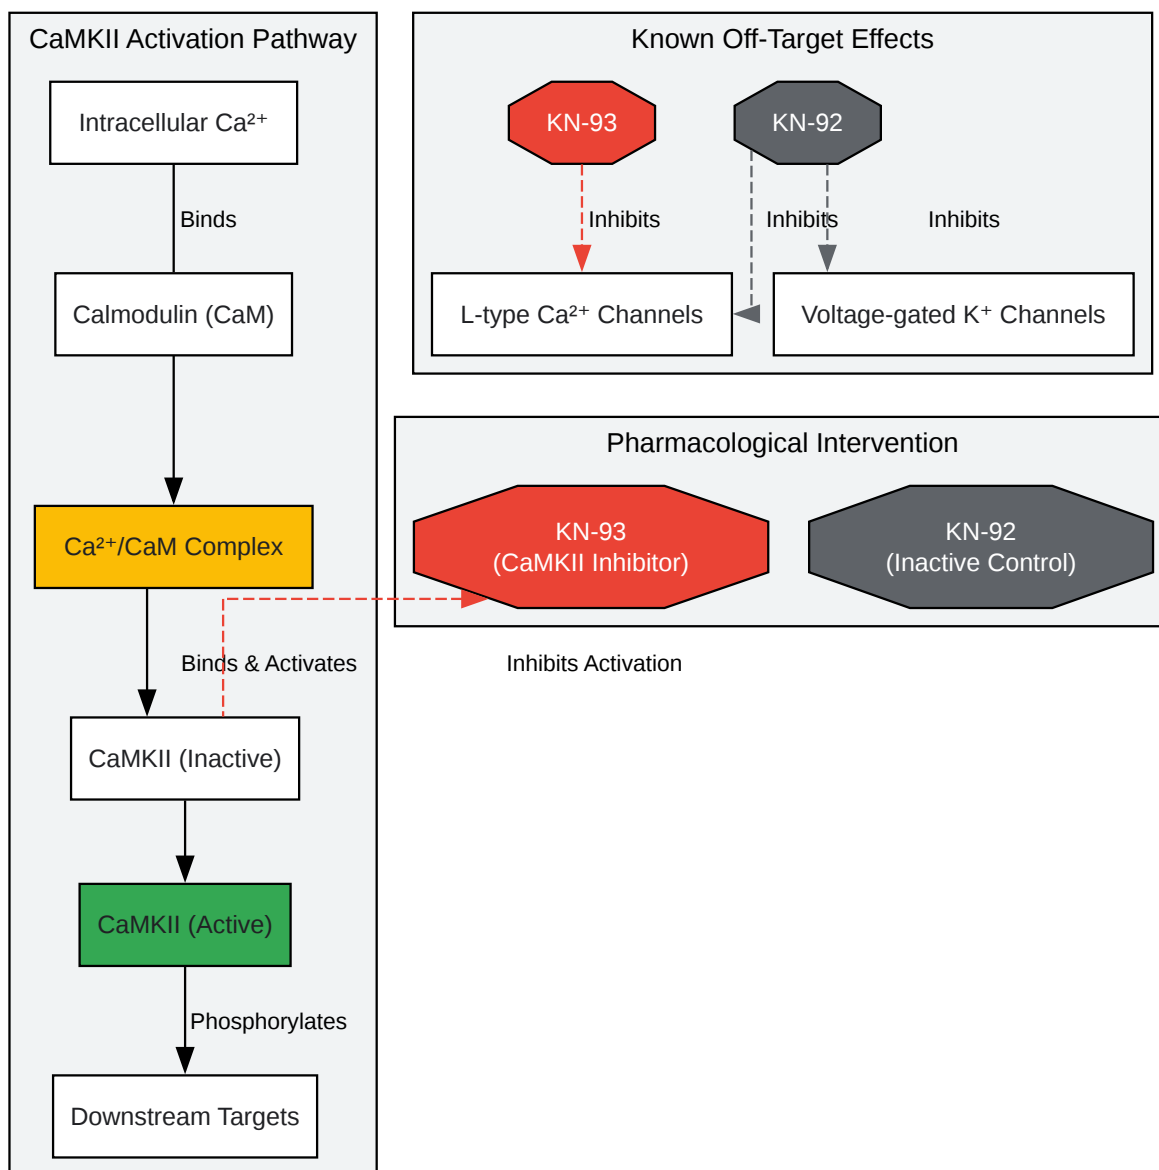 CaMKII Activation Pathway
Intracellular Ca²⁺
Binds
Calmodulin (CaM)
Ca²⁺/CaM Complex
Binds & Activates
CaMKII (Inactive)
CaMKII (Active)
Phosphorylates
Downstream Targets
Known Off-Target Effects
KN-93
KN-92
Inhibits
Inhibits
Inhibits
L-type Ca²⁺ Channels
Voltage-gated K⁺ Channels
Pharmacological Intervention
KN-93
(CaMKII Inhibitor)
KN-92
(Inactive Control)
Inhibits Activation